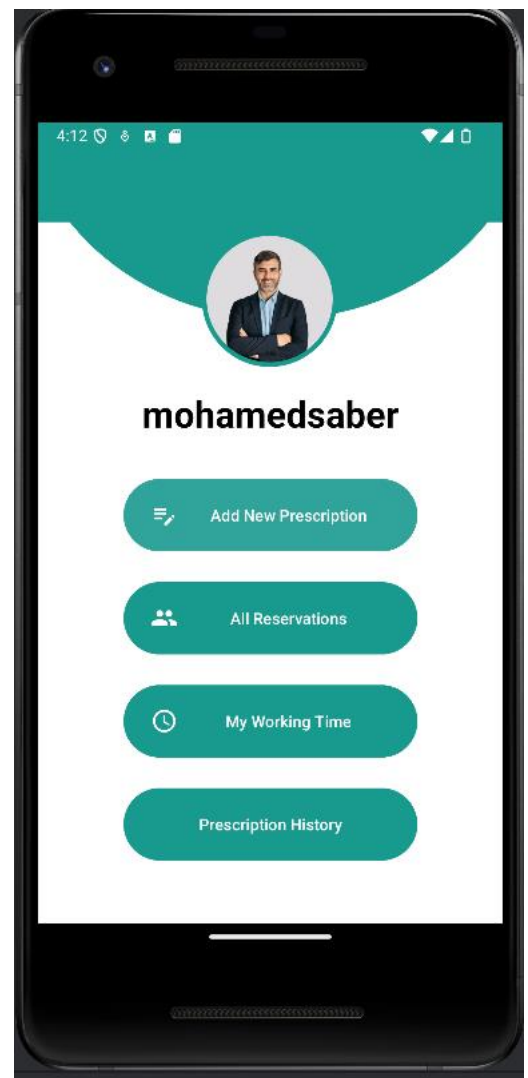 4:12
mohamedsaber
Add New Prescription
All Reservations
My Working Time
Prescription History